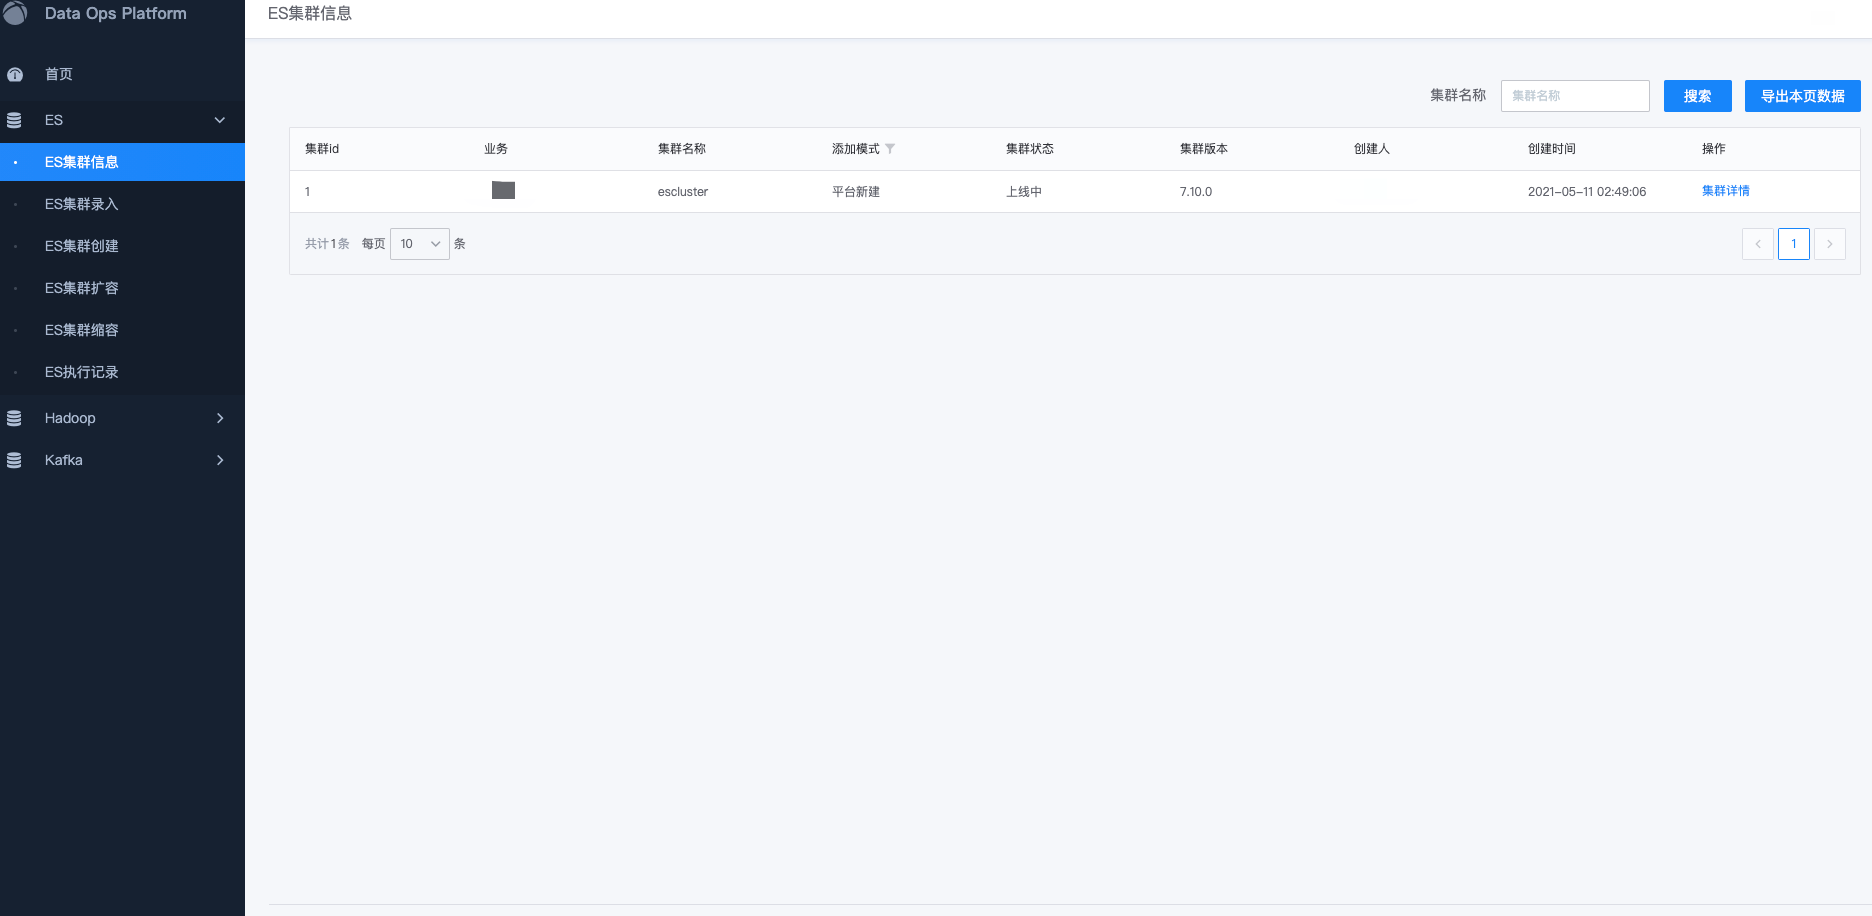 Data Ops Platform
首页
ES
ES集群信息
ES集群录入
ES集群创建
ES集群扩容
ES集群缩容
ES执行记录
Hadoop
Kafka
ES集群信息
集群名称 集群名称 搜索 导出本页数据
集群id 业务 集群名称 添加模式 集群状态 集群版本 创建人 创建时间 操作
1 escluster 平台新建 上线中 7.10.0 2021-05-11 02:49:06 集群详情
共计1条 每页 10 条 1